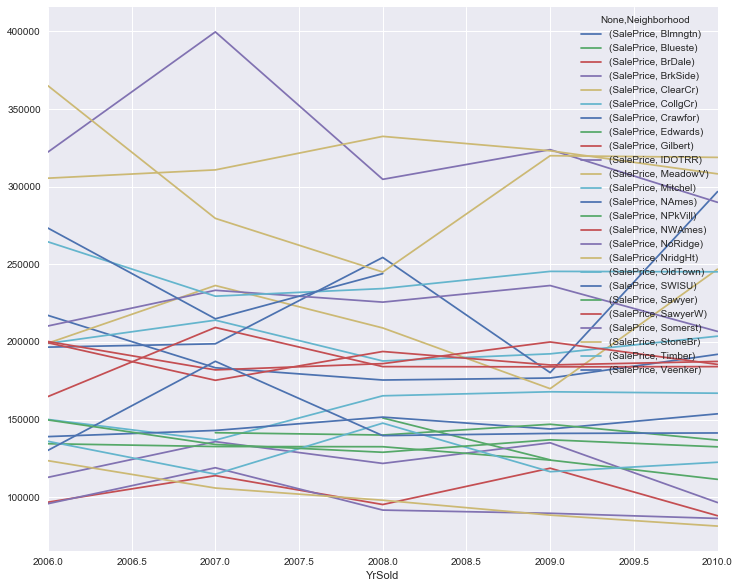 None,Neighborhood
(SalePrice, Blmngtn)
(SalePrice, Blueste)
(SalePrice, BrDale)
(SalePrice, BrkSide)
(SalePrice, ClearCr)
(SalePrice, CollgCr)
(SalePrice, Crawfor)
(SalePrice, Edwards)
(SalePrice, Gilbert)
(SalePrice, IDOTRR)
(SalePrice, MeadowV)
(SalePrice, Mitchel)
(SalePrice, NAmes)
(SalePrice, NPkVill)
(SalePrice, NWAmes)
(SalePrice, NoRidge)
(SalePrice, NridgHt)
(SalePrice, OldTown)
(SalePrice, SWISU)
(SalePrice, Sawyer)
(SalePrice, SawyerW)
(SalePrice, Somerst)
(SalePrice, StoneBr)
(SalePrice, Timber)
(SalePrice, Veenker)
400000
350000
300000
250000
200000
150000
100000
2006.0 2006.5 2007.0 2007.5 2008.0 2008.5 2009.0 2009.5 2010.0
YrSold